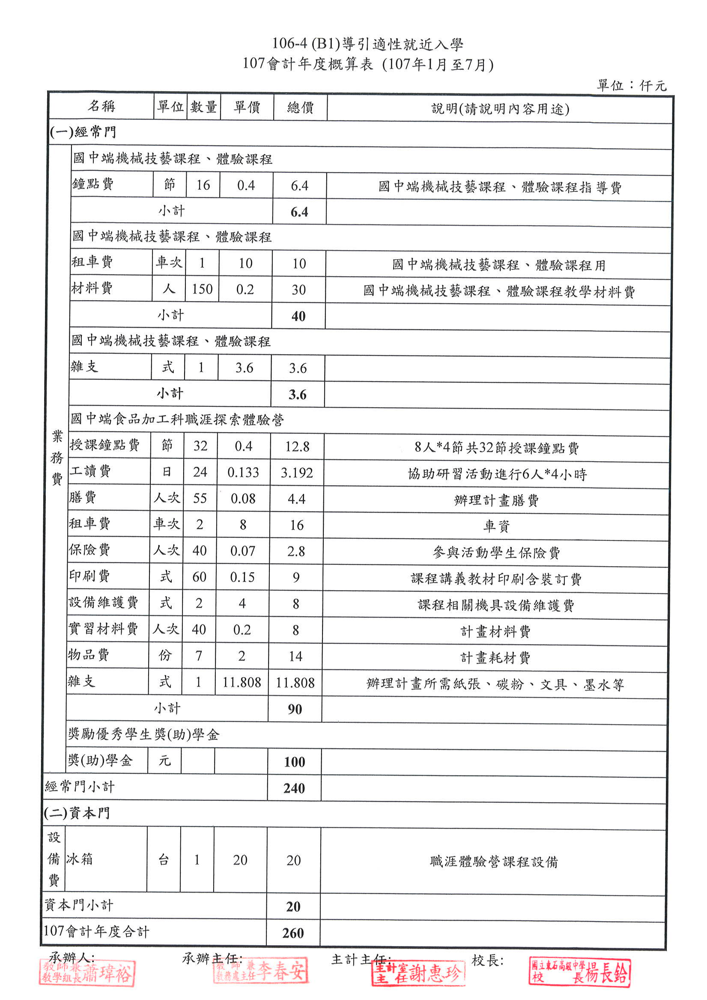 106-4 (B1)導引適性就近入學
107會計年度概算表 (107年1月至7月)
單位：仟元
名稱 單位 數量 單價 總價 說明(請說明內容用途)
(一)經常門
業務費
國中端機械技藝課程、體驗課程
鐘點費 節 16 0.4 6.4 國中端機械技藝課程、體驗課程指導費
小計 6.4
國中端機械技藝課程、體驗課程
租車費 車次 1 10 10 國中端機械技藝課程、體驗課程用
材料費 人 150 0.2 30 國中端機械技藝課程、體驗課程教學材料費
小計 40
國中端機械技藝課程、體驗課程
雜支 式 1 3.6 3.6
小計 3.6
國中端食品加工科職涯探索體驗營
授課鐘點費 節 32 0.4 12.8 8人*4節共32節授課鐘點費
工讀費 日 24 0.133 3.192 協助研習活動進行6人*4小時
膳費 人次 55 0.08 4.4 辦理計畫膳費
租車費 車次 2 8 16 車資
保險費 人次 40 0.07 2.8 參與活動學生保險費
印刷費 式 60 0.15 9 課程講義教材印刷含裝訂費
設備維護費 式 2 4 8 課程相關機具設備維護費
實習材料費 人次 40 0.2 8 計畫材料費
物品費 份 7 2 14 計畫耗材費
雜支 式 1 11.808 11.808 辦理計畫所需紙張、碳粉、文具、墨水等
小計 90
獎勵優秀學生獎(助)學金
獎(助)學金 元 100
經常門小計 240
(二)資本門
設備費 冰箱 台 1 20 20 職涯體驗營課程設備
資本門小計 20
107會計年度合計 260
承辦人: 承辦主任: 主計主任: 校長:
教師兼教學組長 蕭瑋裕
教師兼教務處主任 李春安
主計室主任 謝惠珍
國立東石高級中學校長 楊長鈶